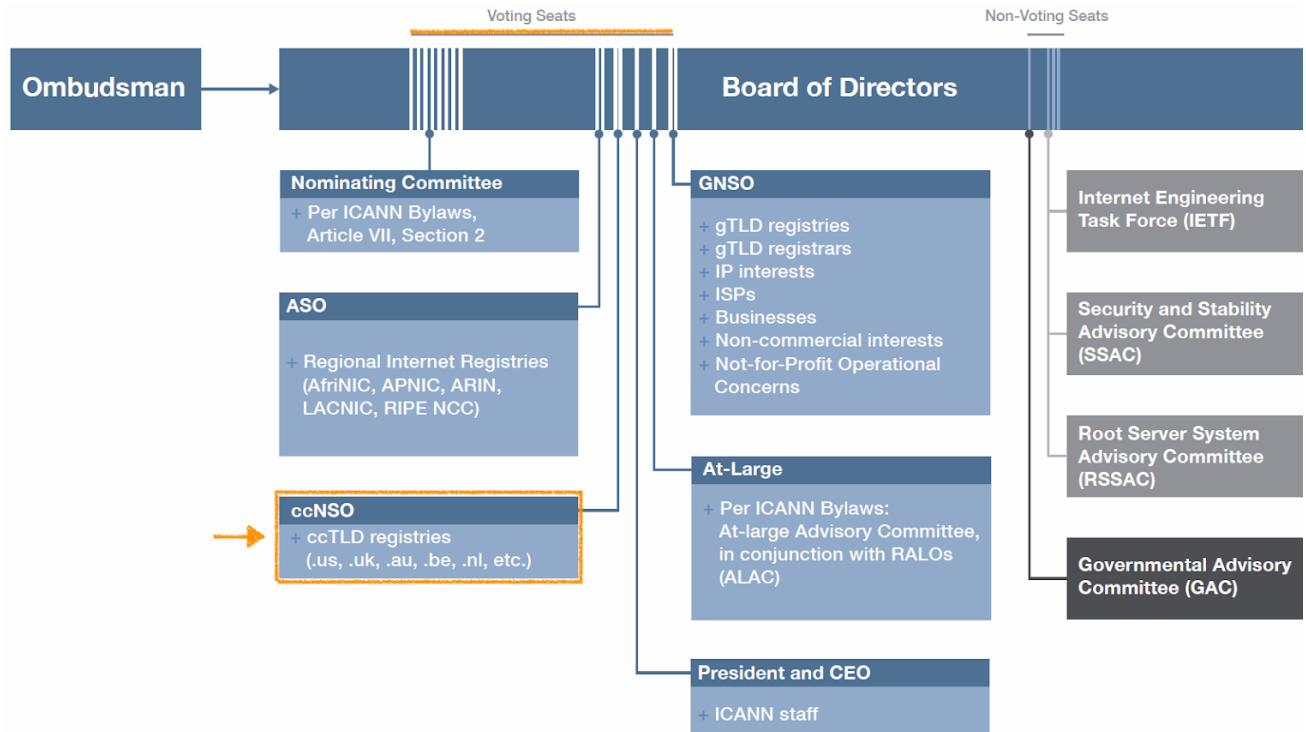 Voting Seats
Non-Voting Seats
Ombudsman
Board of Directors
Nominating Committee
+ Per ICANN Bylaws,
Article VII, Section 2
ASO
+ Regional Internet Registries
(AfriNIC, APNIC, ARIN,
LACNIC, RIPE NCC)
ccNSO
+ ccTLD registries
(.us, .uk, .au, .be, .nl, etc.)
GNSO
+ gTLD registries
+ gTLD registrars
+ IP interests
+ ISPs
+ Businesses
+ Non-commercial interests
+ Not-for-Profit Operational
Concerns
At-Large
+ Per ICANN Bylaws:
At-large Advisory Committee,
in conjunction with RALOs
(ALAC)
President and CEO
+ ICANN staff
Internet Engineering
Task Force (IETF)
Security and Stability
Advisory Committee
(SSAC)
Root Server System
Advisory Committee
(RSSAC)
Governmental Advisory
Committee (GAC)